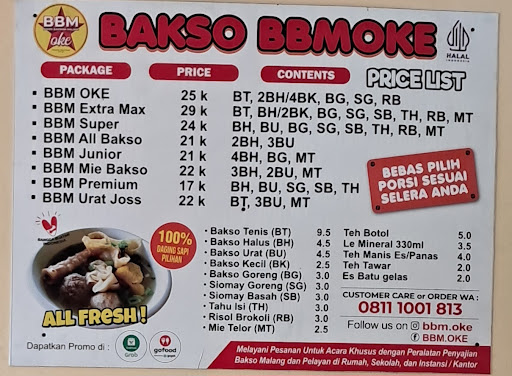 BBM
oke
BAKSO BBMOKE
HALAL
INDONESIA
PACKAGE PRICE CONTENTS PRICE LIST
• BBM OKE 25 k BT, 2BH/4BK, BG, SG, RB
• BBM Extra Max 29 k BT, BH/2BK, BG, SG, SB, TH, RB, MT
• BBM Super 24 k BH, BU, BG, SG, SB, TH, RB, MT
• BBM All Bakso 21 k 2BH, 3BU
• BBM Junior 21 k 4BH, BG, MT
• BBM Mie Bakso 22 k 3BH, 2BU, MT
• BBM Premium 17 k BH, BU, SG, SB, TH
• BBM Urat Joss 22 k BT, 3BU, MT
BEBAS PILIH
PORSI SESUAI
SELERA ANDA
100%
DAGING SAPI
PILIHAN
ALL FRESH !
• Bakso Tenis (BT) 9.5
• Bakso Halus (BH) 4.5
• Bakso Urat (BU) 4.5
• Bakso Kecil (BK) 2.5
• Bakso Goreng (BG) 3.0
• Siomay Goreng (SG) 3.0
• Siomay Basah (SB) 3.0
• Tahu Isi (TH) 3.0
• Risol Brokoli (RB) 3.0
• Mie Telor (MT) 2.5
Teh Botol 5.0
Le Mineral 330ml 3.5
Teh Manis Es/Panas 4.0
Teh Tawar 2.0
Es Batu gelas 2.0
CUSTOMER CARE or ORDER WA :
0811 1001 813
Follow us on bbm.oke
BBM.OKE
Dapatkan Promo di :
Grab
gofood
Melayani Pesanan Untuk Acara Khusus dengan Peralatan Penyajian
Bakso Malang dan Pelayan di Rumah, Sekolah, dan Instansi / Kantor